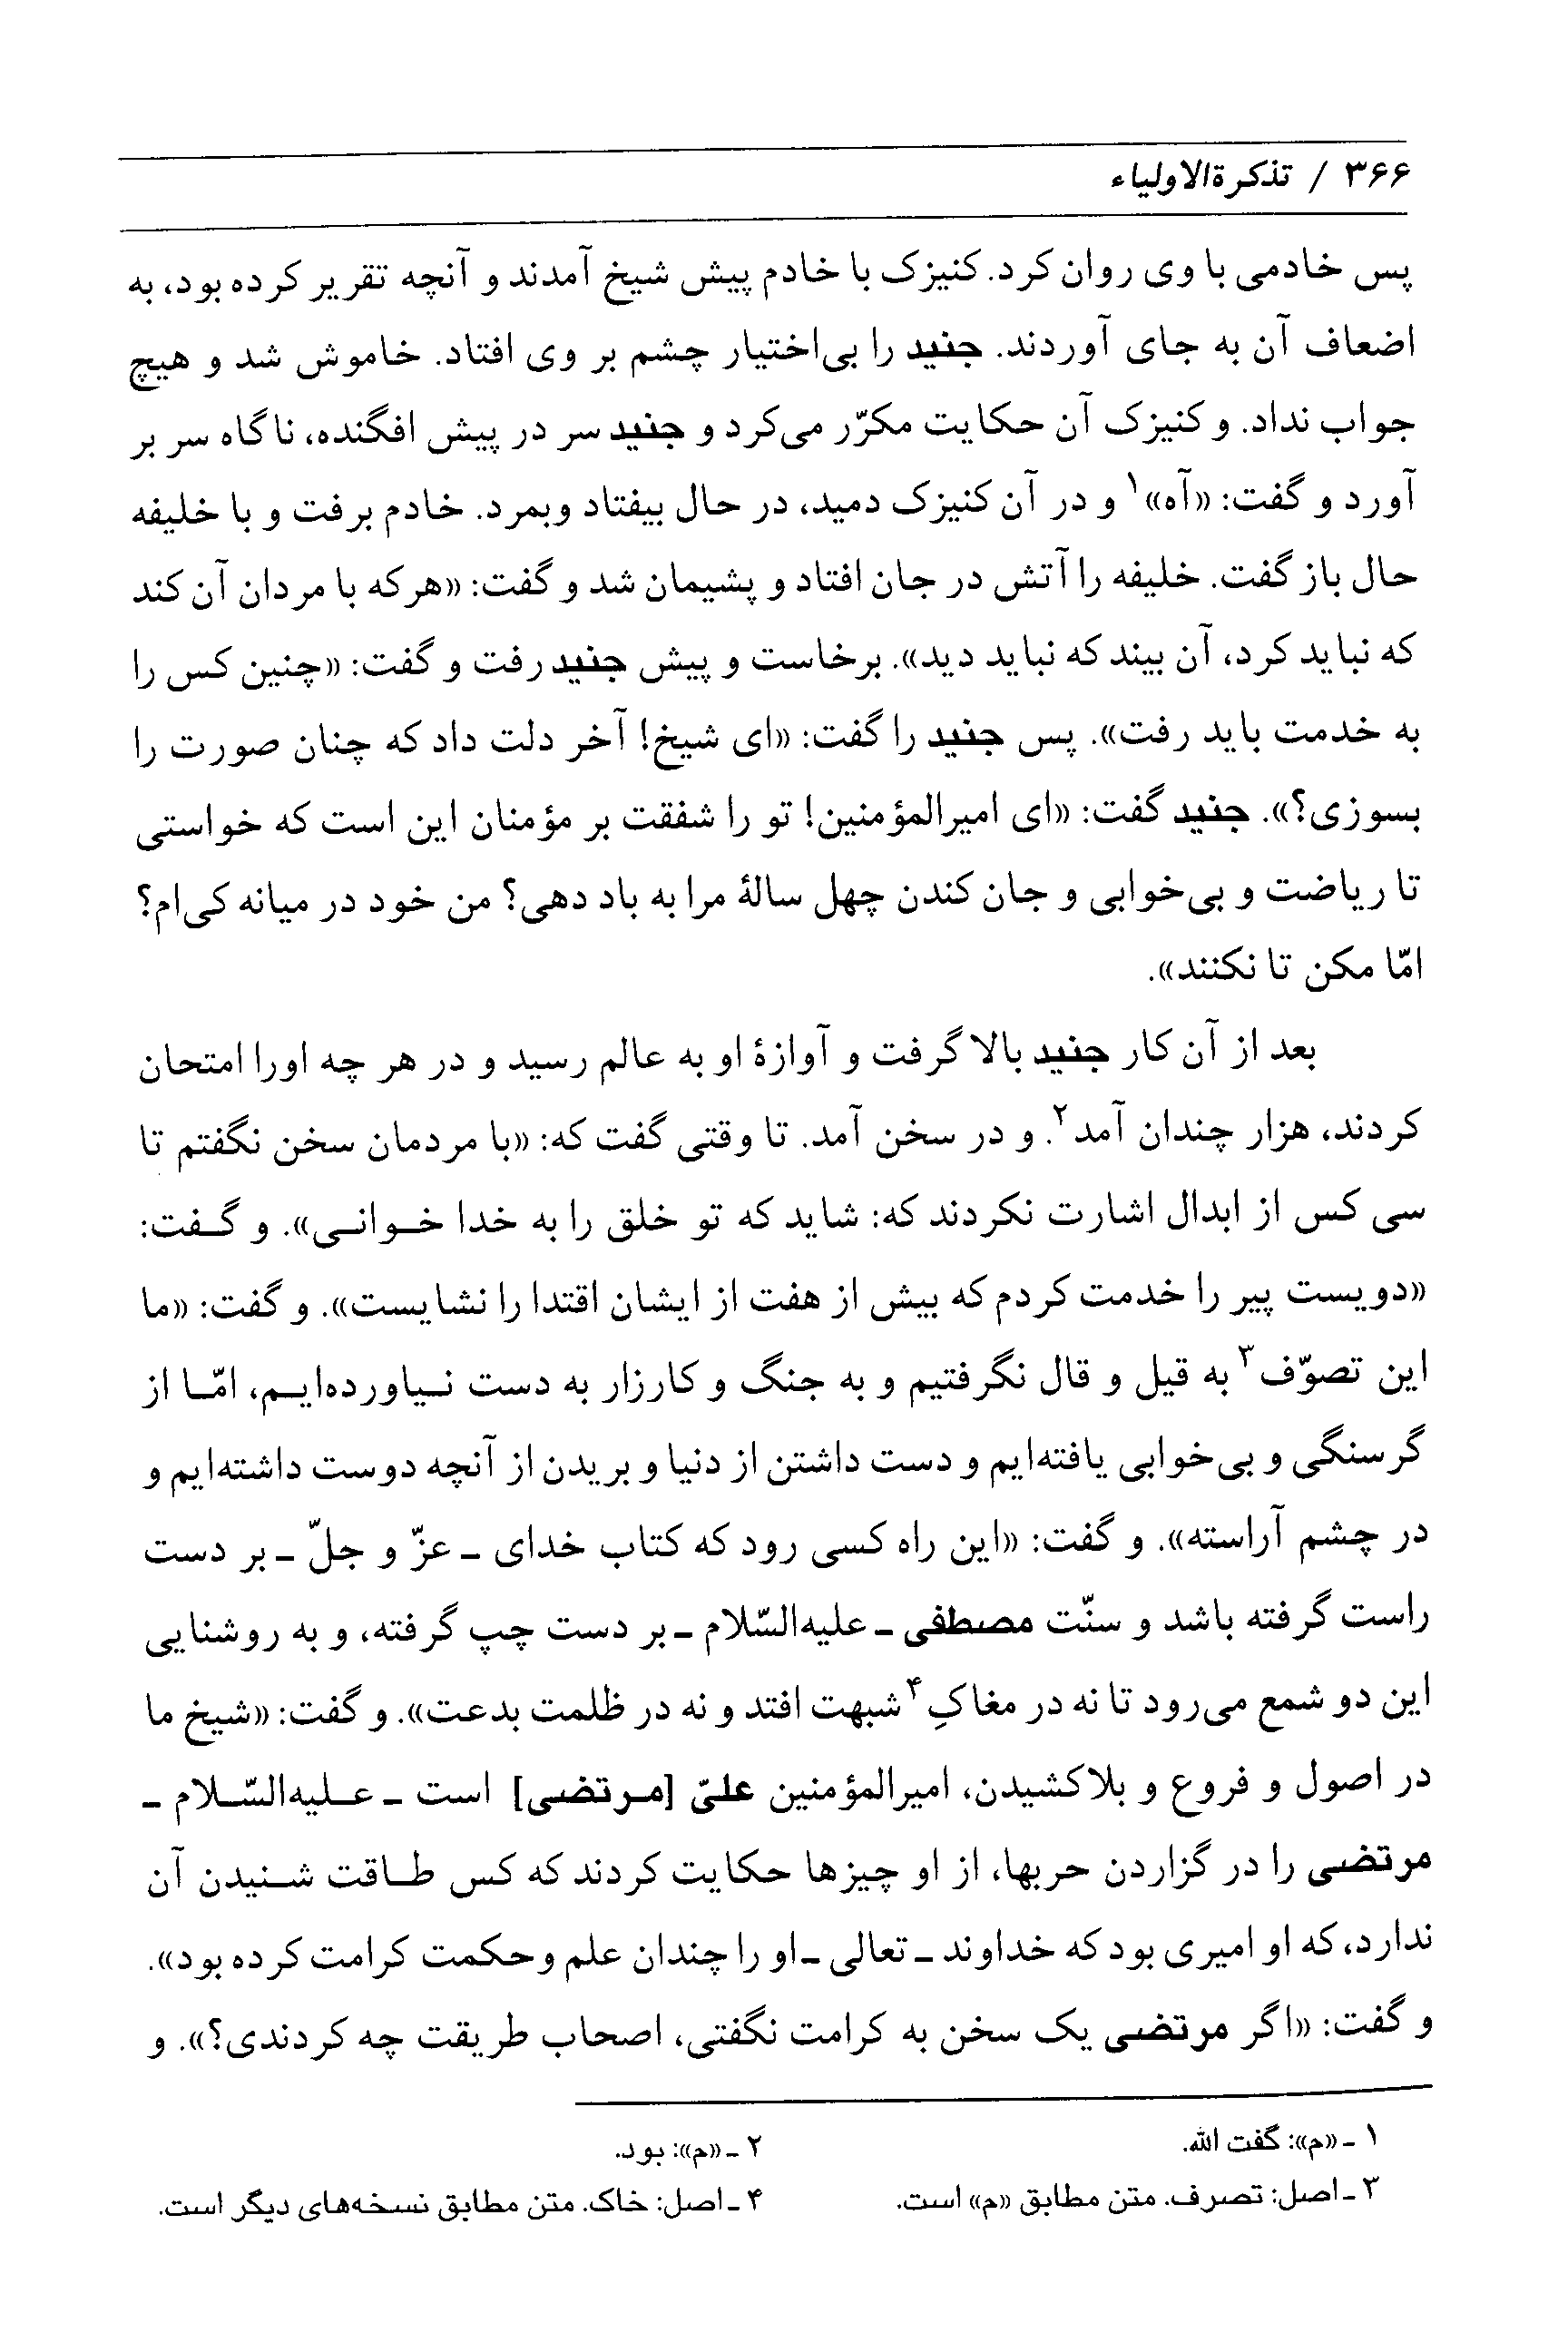 ۳۶۶ / تذکرةالاولیاء
پس خادمی با وی روان کرد. کنیزک با خادم پیش شیخ آمدند و آنچه تقریر کرده بود، به
اضعاف آن به جای آوردند. جنید را بی‌اختیار چشم بر وی افتاد. خاموش شد و هیچ
جواب نداد. و کنیزک آن حکایت مکرّر می‌کرد و جنید سر در پیش افگنده، ناگاه سر بر
آورد و گفت: «آه»۱ و در آن کنیزک دمید، در حال بیفتاد وبمرد. خادم برفت و با خلیفه
حال باز گفت. خلیفه را آتش در جان افتاد و پشیمان شد و گفت: «هرکه با مردان آن کند
که نباید کرد، آن بیند که نباید دید». برخاست و پیش جنید رفت و گفت: «چنین کس را
به خدمت باید رفت». پس جنید را گفت: «ای شیخ! آخر دلت داد که چنان صورت را
بسوزی؟». جنید گفت: «ای امیرالمؤمنین! تو را شفقت بر مؤمنان این است که خواستی
تا ریاضت و بی‌خوابی و جان کندن چهل سالهٔ مرا به باد دهی؟ من خود در میانه کی‌ام؟
امّا مکن تا نکنند».
بعد از آن کار جنید بالا گرفت و آوازهٔ او به عالم رسید و در هر چه اورا امتحان
کردند، هزار چندان آمد۲. و در سخن آمد. تا وقتی گفت که: «با مردمان سخن نگفتم تا
سی کس از ابدال اشارت نکردند که: شاید که تو خلق را به خدا خوانی». و گفت:
«دویست پیر را خدمت کردم که بیش از هفت از ایشان اقتدا را نشایست». و گفت: «ما
این تصوّف۳ به قیل و قال نگرفتیم و به جنگ و کارزار به دست نیاورده‌ایم، امّا از
گرسنگی و بی‌خوابی یافته‌ایم و دست داشتن از دنیا و بریدن از آنچه دوست داشته‌ایم و
در چشم آراسته». و گفت: «این راه کسی رود که کتاب خدای ـ عزّ و جلّ ـ بر دست
راست گرفته باشد و سنّت مصطفی ـ علیه‌السّلام ـ بر دست چپ گرفته، و به روشنایی
این دو شمع می‌رود تا نه در مغاکِ۴ شبهت افتد و نه در ظلمت بدعت». و گفت: «شیخ ما
در اصول و فروع و بلاکشیدن، امیرالمؤمنین علیّ [مرتضی] است ـ علیه‌السّلام ـ
مرتضی را در گزاردن حربها، از او چیزها حکایت کردند که کس طاقت شنیدن آن
ندارد، که او امیری بود که خداوند ـ تعالی ـ او را چندان علم وحکمت کرامت کرده بود».
و گفت: «اگر مرتضی یک سخن به کرامت نگفتی، اصحاب طریقت چه کردندی؟». و
۱ ـ «م»: گفت الله.
۲ ـ «م»: بود.
۳ ـ اصل: تصرف. متن مطابق «م» است.
۴ ـ اصل: خاک. متن مطابق نسخه‌های دیگر است.